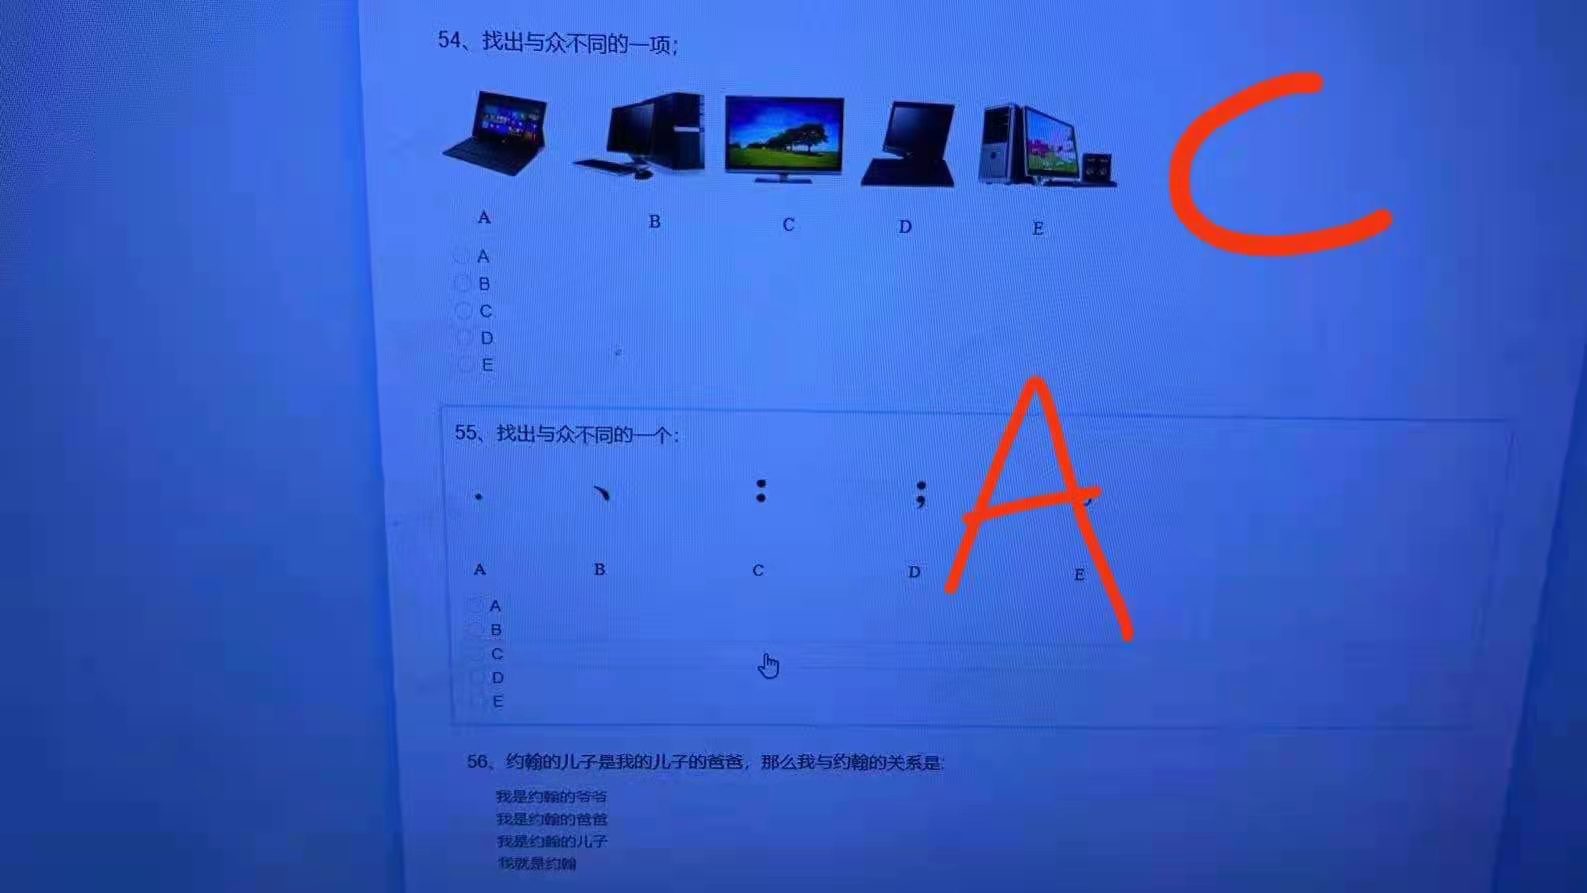 54、找出与众不同的一项；
C
A B C D E
A
B
C
D
E
55、找出与众不同的一个：
. 、 : ;
A
A B C D E
A
B
C
D
E
56、约翰的儿子是我的儿子的爸爸，那么我与约翰的关系是:
我是约翰的爷爷
我是约翰的爸爸
我是约翰的儿子
我就是约翰